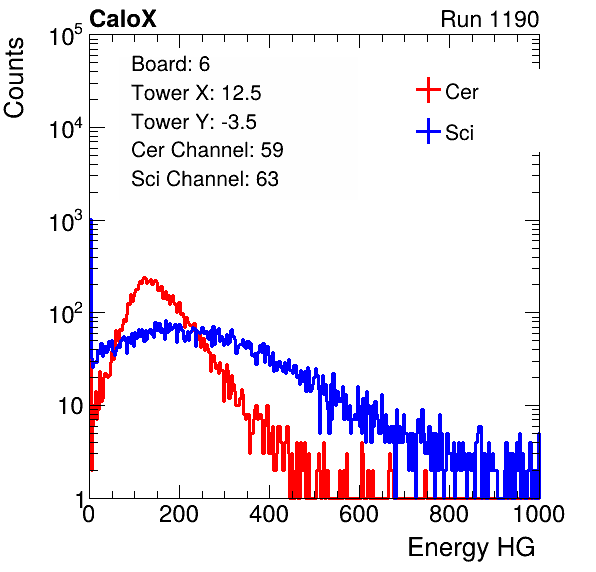 CaloX Run 1190
Counts
10^5
10^4
10^3
10^2
10
1
Board: 6
Tower X: 12.5
Tower Y: -3.5
Cer Channel: 59
Sci Channel: 63
Cer
Sci
0 200 400 600 800 1000
Energy HG